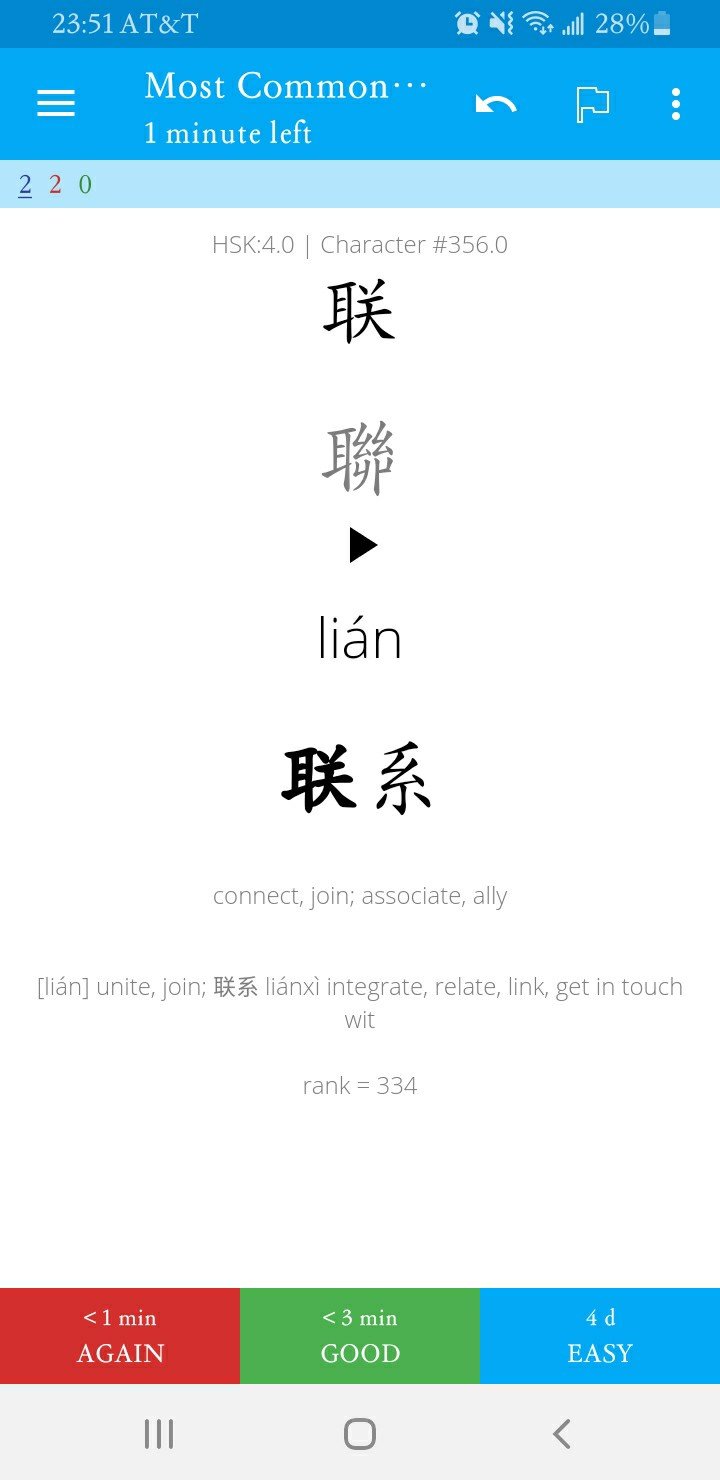 23:51 AT&T 28%
Most Common...
1 minute left
2 2 0
HSK:4.0 | Character #356.0
联
聯
lián
联系
connect, join; associate, ally
[lián] unite, join; 联系 liánxì integrate, relate, link, get in touch
wit
rank = 334
< 1 min < 3 min 4 d
AGAIN GOOD EASY